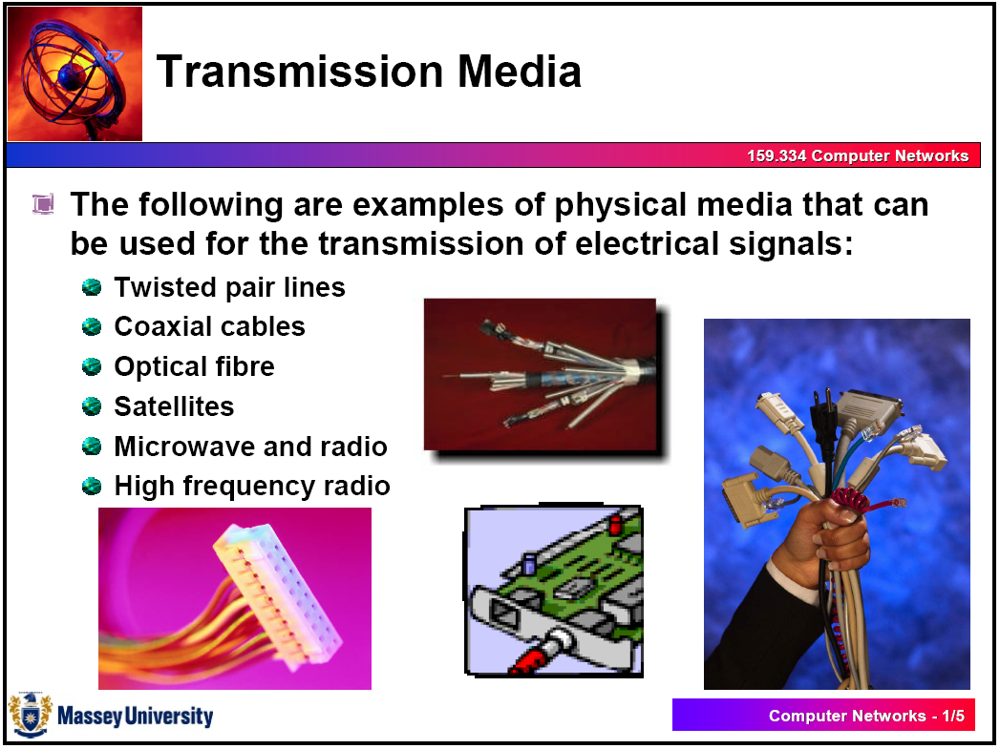 Transmission Media
159.334 Computer Networks
The following are examples of physical media that can
be used for the transmission of electrical signals:
Twisted pair lines
Coaxial cables
Optical fibre
Satellites
Microwave and radio
High frequency radio
Massey University
Computer Networks - 1/5